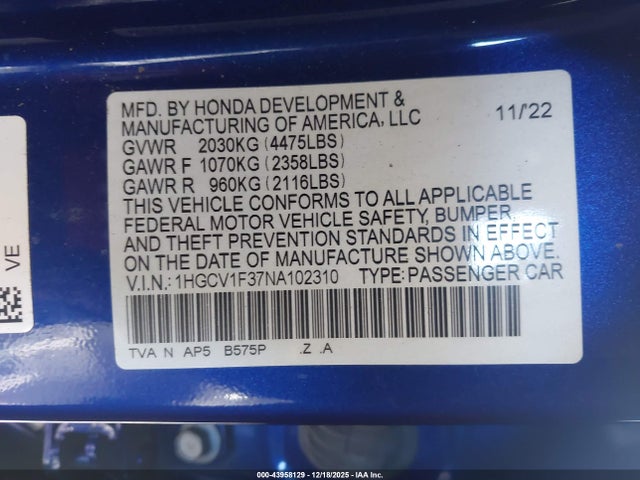 MFD. BY HONDA DEVELOPMENT &
MANUFACTURING OF AMERICA, LLC 11/'22
GVWR 2030KG (4475LBS)
GAWR F 1070KG (2358LBS)
GAWR R 960KG (2116LBS)
THIS VEHICLE CONFORMS TO ALL APPLICABLE
FEDERAL MOTOR VEHICLE SAFETY, BUMPER,
AND THEFT PREVENTION STANDARDS IN EFFECT
ON THE DATE OF MANUFACTURE SHOWN ABOVE.
V.I.N.: 1HGCV1F37NA102310 TYPE: PASSENGER CAR
TVA N AP5 B575P .Z .A
VE
000-43958129 - 12/18/2025 - IAA Inc.